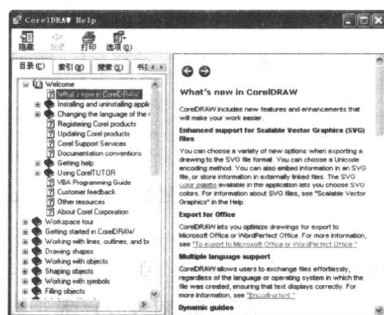 CorelDRAW Help
隐藏 后退 打印 选项(O)
目录(C) 索引(N) 搜索(S) 书签
Welcome
What's new in CorelDRAW
Installing and uninstalling applic
Changing the language of the
Registering Corel products
Updating Corel products
Corel Support Services
Documentation conventions
Getting help
Using CorelTUTOR
VBA Programming Guide
Customer feedback
Other resources
About Corel Corporation
Workspace tour
Getting started in CorelDRAW
Working with lines, outlines, and br
Drawing shapes
Working with objects
Shaping objects
Working with symbols
Filling objects
What's new in CorelDRAW
CorelDRAW includes new features and enhancements that
will make your work easier.
Enhanced support for Scalable Vector Graphics (SVG)
files
You can choose a variety of new options when exporting a
drawing to the SVG file format. You can choose a Unicode
encoding method. You can also embed information in an SVG
file, or store information in externally linked files. The SVG
color palette available in the application lets you choose SVG
colors. For information about SVG files, see "Scalable Vector
Graphics" in the Help.
Export for Office
CorelDRAW lets you optimize drawings for export to
Microsoft Office or WordPerfect Office. For more information,
see "To export to Microsoft Office or WordPerfect Office."
Multiple language support
CorelDRAW allows users to exchange files effortlessly,
regardless of the language or operating system in which the
file was created, ensuring that text displays correctly. For
more information, see "Encoding text."
Dynamic guides